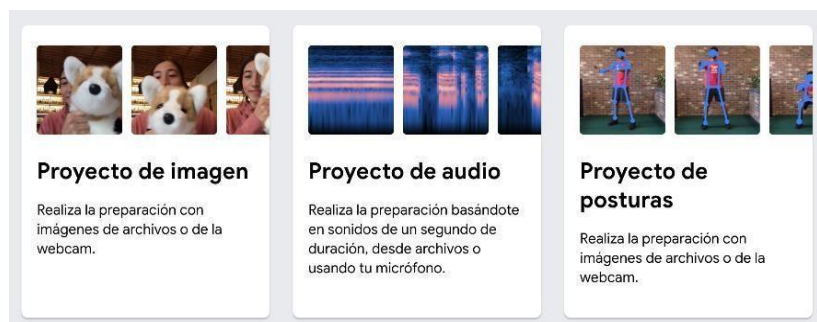 Proyecto de imagen
Realiza la preparación con
imágenes de archivos o de la
webcam.
Proyecto de audio
Realiza la preparación basándote
en sonidos de un segundo de
duración, desde archivos o
usando tu micrófono.
Proyecto de
posturas
Realiza la preparación con
imágenes de archivos o de la
webcam.